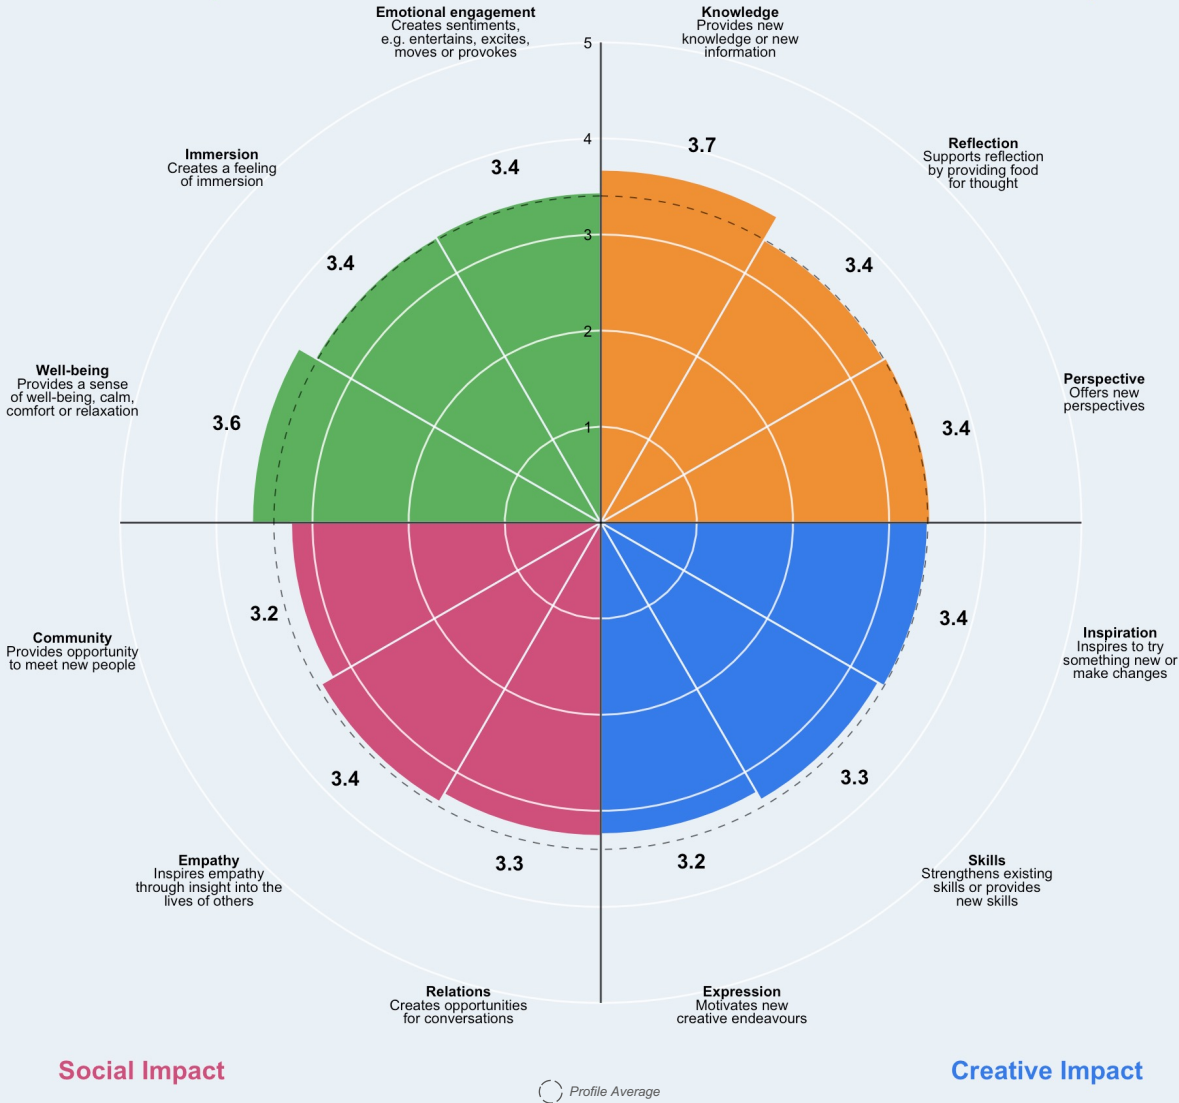 Emotional engagement
Creates sentiments,
e.g. entertains, excites,
moves or provokes
Knowledge
Provides new
knowledge or new
information
5
4
3
2
1
Immersion
Creates a feeling
of immersion
3.4
3.7
Reflection
Supports reflection
by providing food
for thought
3.4
3.4
Well-being
Provides a sense
of well-being, calm,
comfort or relaxation
3.6
3.4
Perspective
Offers new
perspectives
3.2
3.4
Community
Provides opportunity
to meet new people
Inspiration
Inspires to try
something new or
make changes
3.4
3.3
3.3
3.2
Empathy
Inspires empathy
through insight into the
lives of others
Skills
Strengthens existing
skills or provides
new skills
Relations
Creates opportunities
for conversations
Expression
Motivates new
creative endeavours
Social Impact
Creative Impact
Profile Average